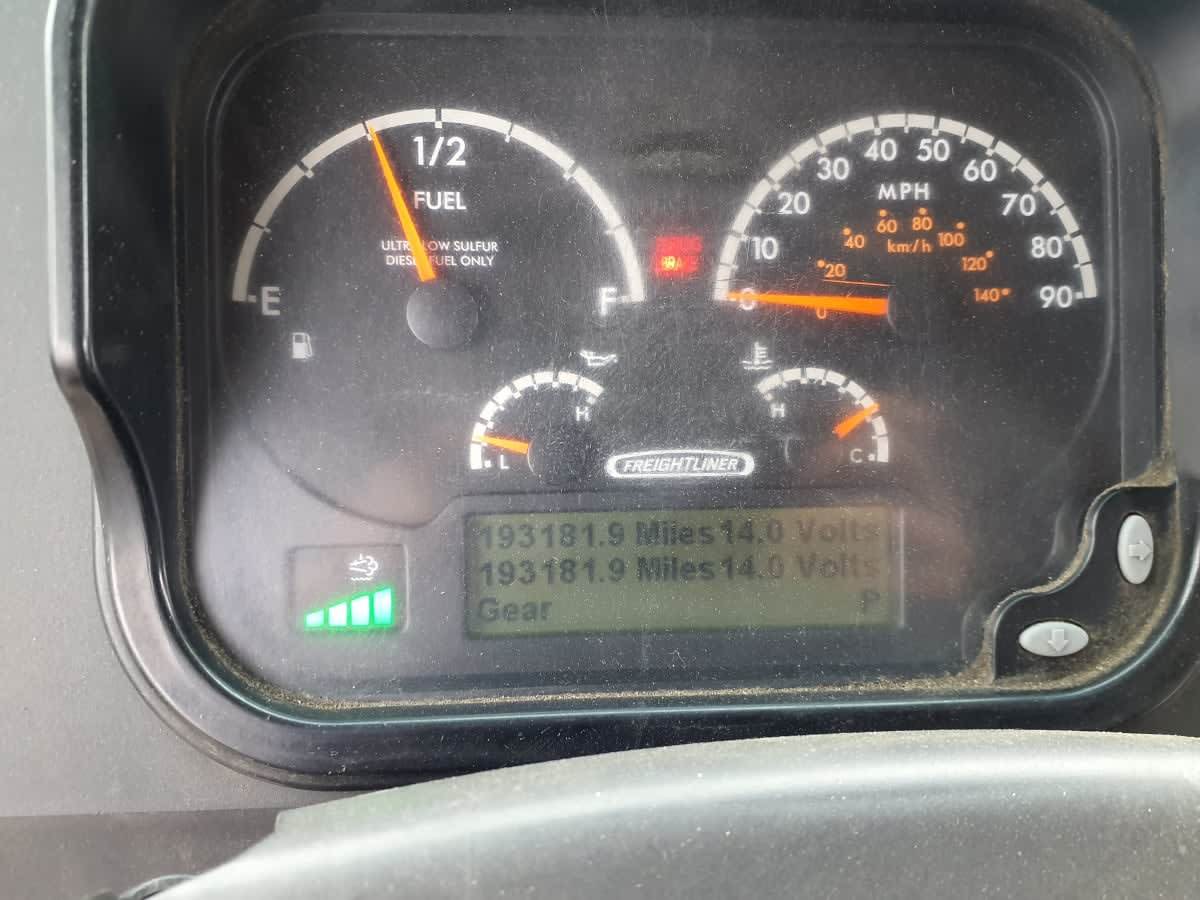 1/2
FUEL
ULTRA LOW SULFUR
DIESEL FUEL ONLY
E
F
BRAKE
0
10
20
30
40
50
60
70
80
90
MPH
20
40
60
80
100
120
140
km/h
0
L
H
H
C
FREIGHTLINER
193181.9 Miles 14.0 Volts
193181.9 Miles 14.0 Volts
Gear P